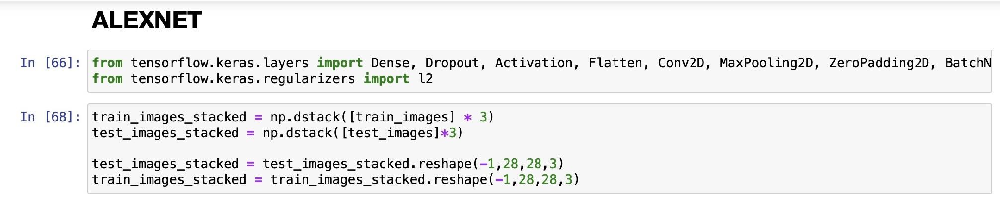 ALEXNET
In [66]: from tensorflow.keras.layers import Dense, Dropout, Activation, Flatten, Conv2D, MaxPooling2D, ZeroPadding2D, BatchN
from tensorflow.keras.regularizers import l2
In [68]: train_images_stacked = np.dstack([train_images] * 3)
test_images_stacked = np.dstack([test_images]*3)
test_images_stacked = test_images_stacked.reshape(-1,28,28,3)
train_images_stacked = train_images_stacked.reshape(-1,28,28,3)